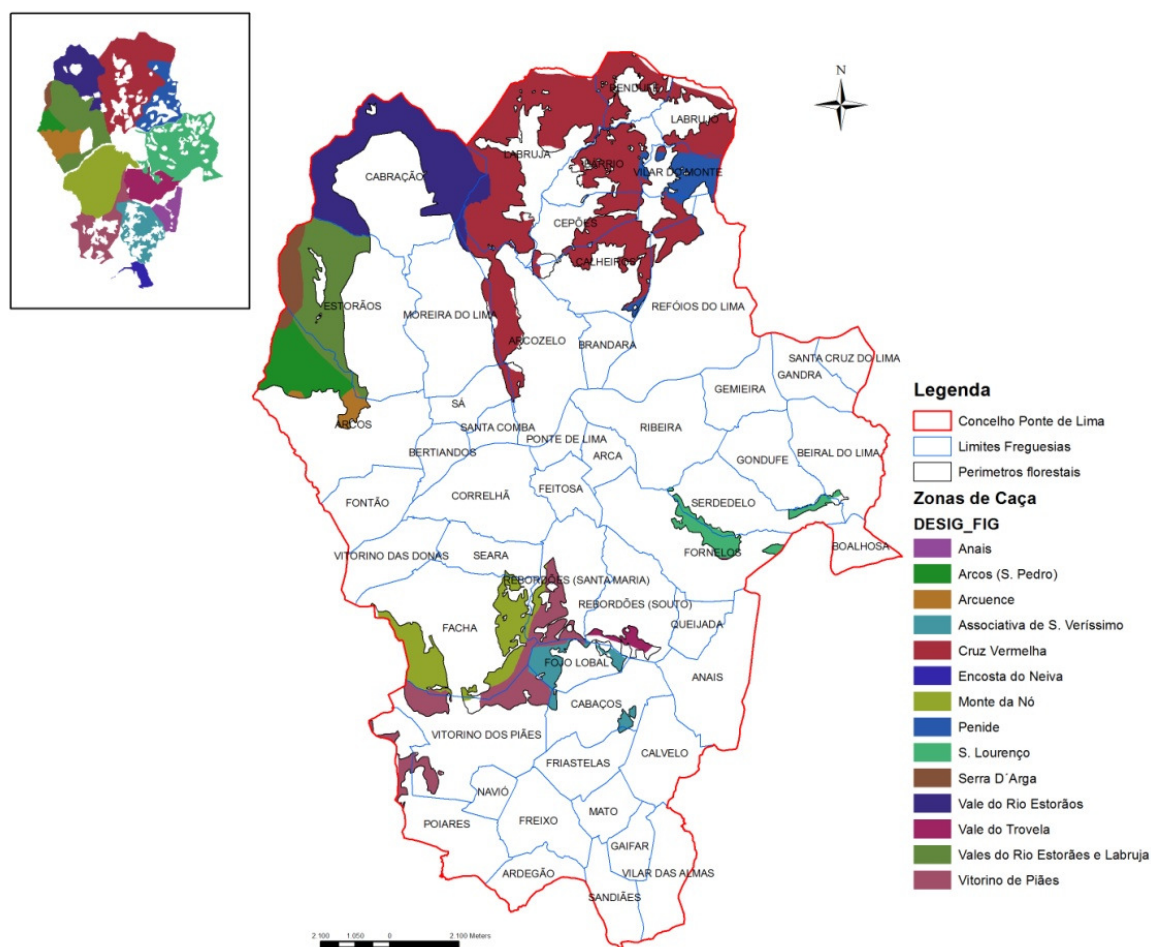 N
DENDUFE
LABRUJO
LABRUJA
BÁRRIO
VILAR DO MONTE
CABRAÇÃO
CEPÕES
CALHEIROS
ESTORÃOS
MOREIRA DO LIMA
REFÓIOS DO LIMA
ARCOZELO
BRANDARA
SANTA CRUZ DO LIMA
GANDRA
GEMIEIRA
SÁ
ARCOS
SANTA COMBA
RIBEIRA
PONTE DE LIMA
BERTIANDOS
ARCA
GONDUFE
BEIRAL DO LIMA
FEITOSA
CORRELHÃ
FONTÃO
SERDEDELO
BOALHOSA
VITORINO DAS DONAS
SEARA
FORNELOS
REBORDÕES (SANTA MARIA)
REBORDÕES (SOUTO)
QUEIJADA
FACHA
FOJO LOBAL
ANAIS
CABAÇOS
VITORINO DOS PIÃES
CALVELO
FRIASTELAS
NAVIÓ
MATO
POIARES
FREIXO
GAIFAR
ARDEGÃO
VILAR DAS ALMAS
SANDIÃES
Legenda
Concelho Ponte de Lima
Limites Freguesias
Perimetros florestais
Zonas de Caça
DESIG_FIG
Anais
Arcos (S. Pedro)
Arcuence
Associativa de S. Veríssimo
Cruz Vermelha
Encosta do Neiva
Monte da Nó
Penide
S. Lourenço
Serra D´Arga
Vale do Rio Estorãos
Vale do Trovela
Vales do Rio Estorães e Labruja
Vitorino de Piães
2.100 1.050 0 2.100 Meters